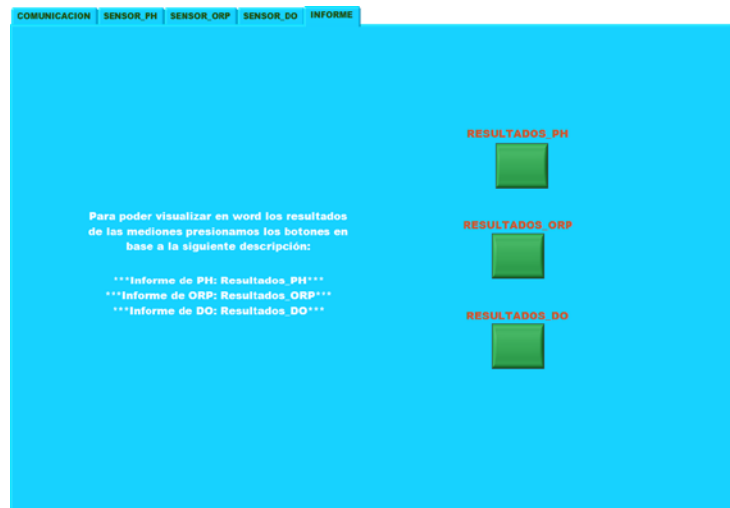 COMUNICACION SENSOR_PH SENSOR_ORP SENSOR_DO INFORME
RESULTADOS_PH
Para poder visualizar en word los resultados
de las mediones presionamos los botones en
base a la siguiente descripción:
RESULTADOS_ORP
***Informe de PH: Resultados_PH***
***Informe de ORP: Resultados_ORP***
***Informe de DO: Resultados_DO***
RESULTADOS_DO